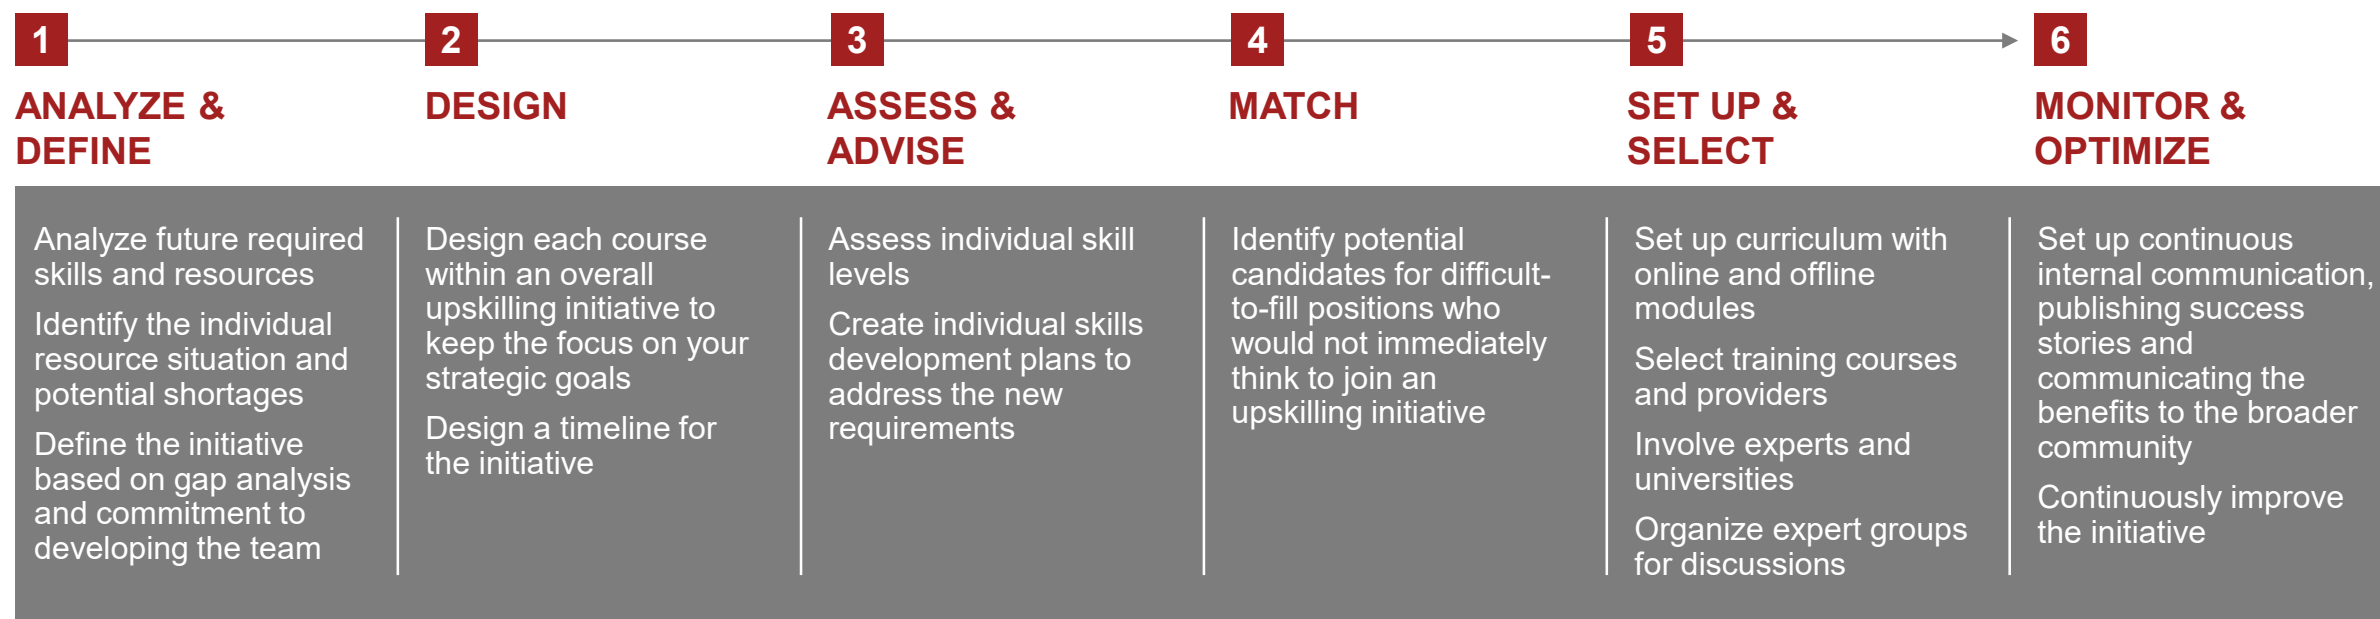 1
ANALYZE &
DEFINE
Analyze future required
skills and resources
Identify the individual
resource situation and
potential shortages
Define the initiative
based on gap analysis
and commitment to
developing the team
2
DESIGN
Design each course
within an overall
upskilling initiative to
keep the focus on your
strategic goals
Design a timeline for
the initiative
3
ASSESS &
ADVISE
Assess individual skill
levels
Create individual skills
development plans to
address the new
requirements
4
MATCH
Identify potential
candidates for difficult-
to-fill positions who
would not immediately
think to join an
upskilling initiative
5
SET UP &
SELECT
Set up curriculum with
online and offline
modules
Select training courses
and providers
Involve experts and
universities
Organize expert groups
for discussions
6
MONITOR &
OPTIMIZE
Set up continuous
internal communication,
publishing success
stories and
communicating the
benefits to the broader
community
Continuously improve
the initiative